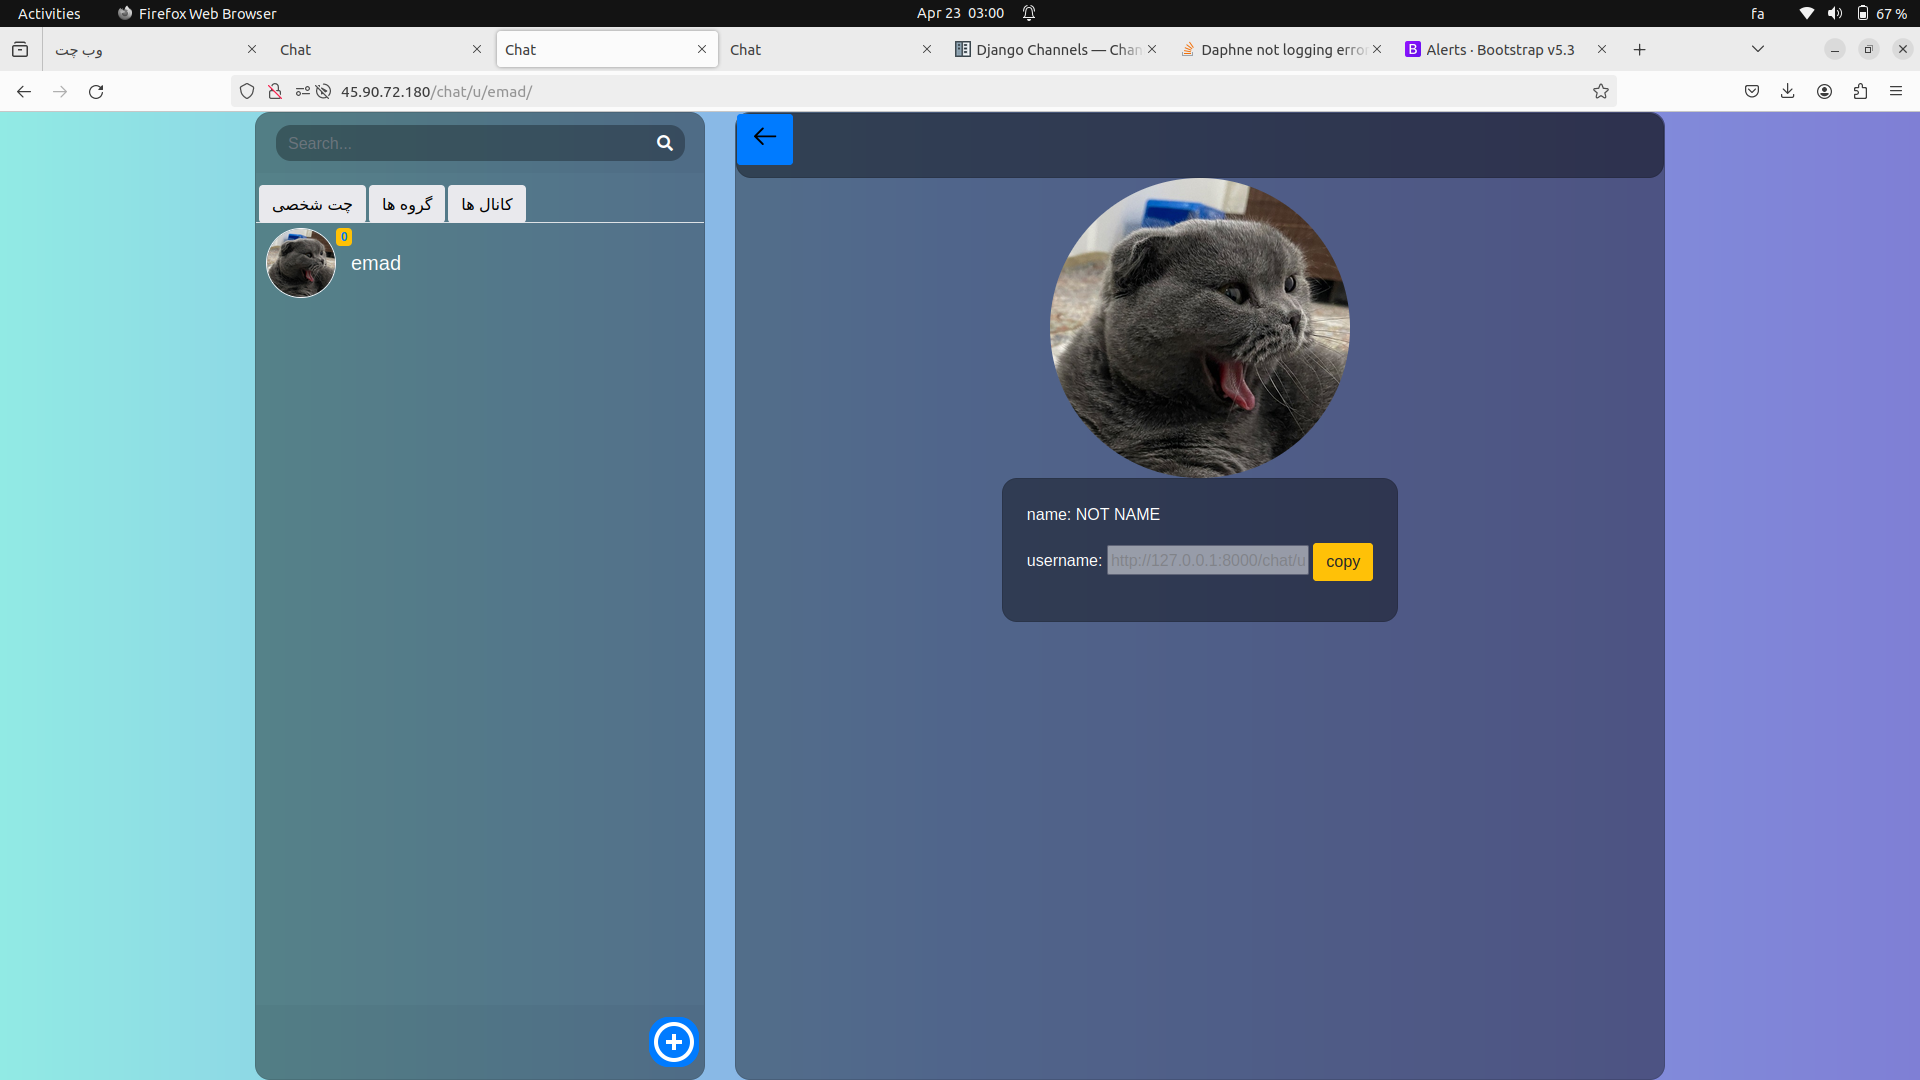 Activities
Firefox Web Browser
Apr 23 03:00
fa
67 %
وب چت
Chat
Chat
Chat
Django Channels — Chan
Daphne not logging erro
B Alerts · Bootstrap v5.3
45.90.72.180/chat/u/emad/
Search...
چت شخصی
گروه ها
کانال ها
0
emad
name: NOT NAME
username: http://127.0.0.1:8000/chat/u
copy